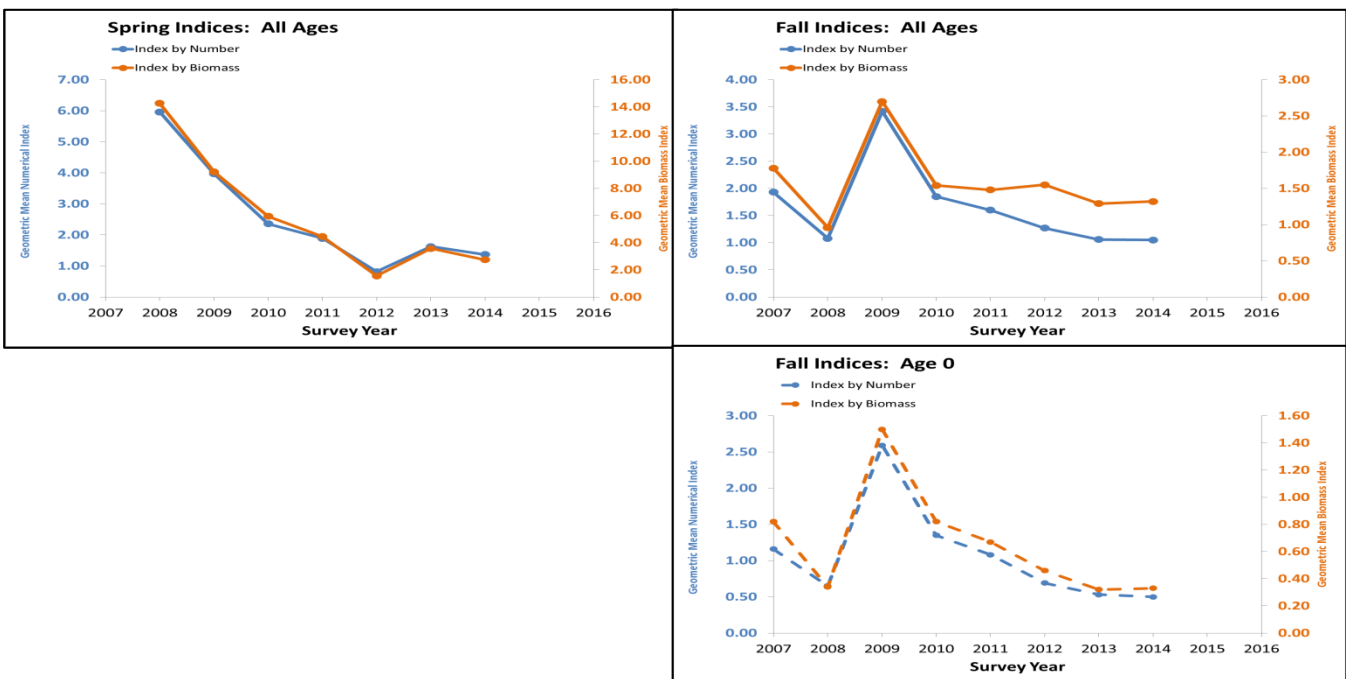 Spring Indices: All Ages
Index by Number
Index by Biomass
7.00
6.00
5.00
4.00
3.00
2.00
1.00
0.00
Geometric Mean Numerical Index
16.00
14.00
12.00
10.00
8.00
6.00
4.00
2.00
0.00
Geometric Mean Biomass Index
2007 2008 2009 2010 2011 2012 2013 2014 2015 2016
Survey Year
Fall Indices: All Ages
Index by Number
Index by Biomass
4.00
3.50
3.00
2.50
2.00
1.50
1.00
0.50
0.00
Geometric Mean Numerical Index
3.00
2.50
2.00
1.50
1.00
0.50
0.00
Geometric Mean Biomass Index
2007 2008 2009 2010 2011 2012 2013 2014 2015 2016
Survey Year
Fall Indices: Age 0
Index by Number
Index by Biomass
3.00
2.50
2.00
1.50
1.00
0.50
0.00
Geometric Mean Numerical Index
1.60
1.40
1.20
1.00
0.80
0.60
0.40
0.20
0.00
Geometric Mean Biomass Index
2007 2008 2009 2010 2011 2012 2013 2014 2015 2016
Survey Year